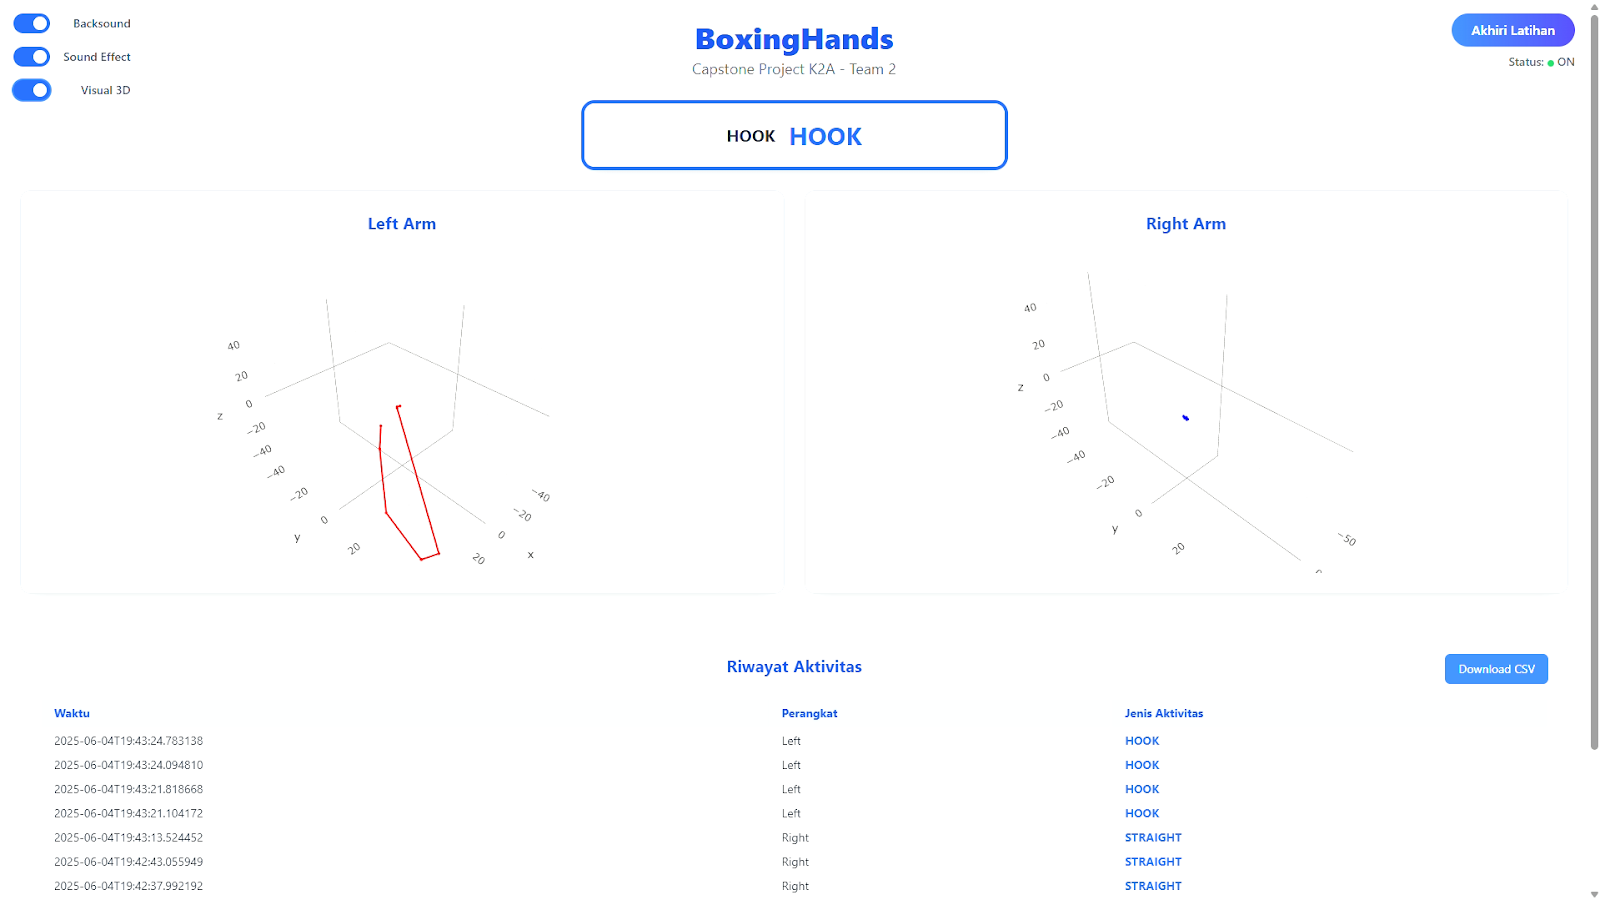 Backsound
Sound Effect
Visual 3D
BoxingHands
Capstone Project K2A - Team 2
Akhiri Latihan
Status: ON
HOOK HOOK
Left Arm
40
20
0
z
−20
−40
−40
−20
0
y
20
−40
−20
0
x
20
Right Arm
40
20
0
z
−20
−40
−40
−20
0
y
20
−50
Riwayat Aktivitas
Download CSV
Waktu Perangkat Jenis Aktivitas
2025-06-04T19:43:24.783138 Left HOOK
2025-06-04T19:43:24.094810 Left HOOK
2025-06-04T19:43:21.818668 Left HOOK
2025-06-04T19:43:21.104172 Left HOOK
2025-06-04T19:43:13.524452 Right STRAIGHT
2025-06-04T19:42:43.055949 Right STRAIGHT
2025-06-04T19:42:37.992192 Right STRAIGHT